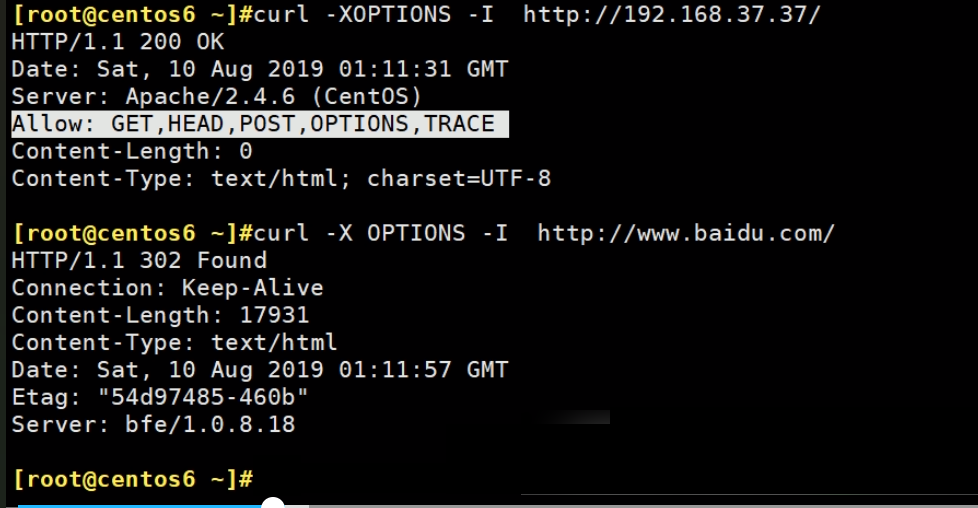 [root@centos6 ~]#curl -XOPTIONS -I  http://192.168.37.37/
HTTP/1.1 200 OK
Date: Sat, 10 Aug 2019 01:11:31 GMT
Server: Apache/2.4.6 (CentOS)
Allow: GET,HEAD,POST,OPTIONS,TRACE
Content-Length: 0
Content-Type: text/html; charset=UTF-8
[root@centos6 ~]#curl -X OPTIONS -I  http://www.baidu.com/
HTTP/1.1 302 Found
Connection: Keep-Alive
Content-Length: 17931
Content-Type: text/html
Date: Sat, 10 Aug 2019 01:11:57 GMT
Etag: "54d97485-460b"
Server: bfe/1.0.8.18
[root@centos6 ~]#